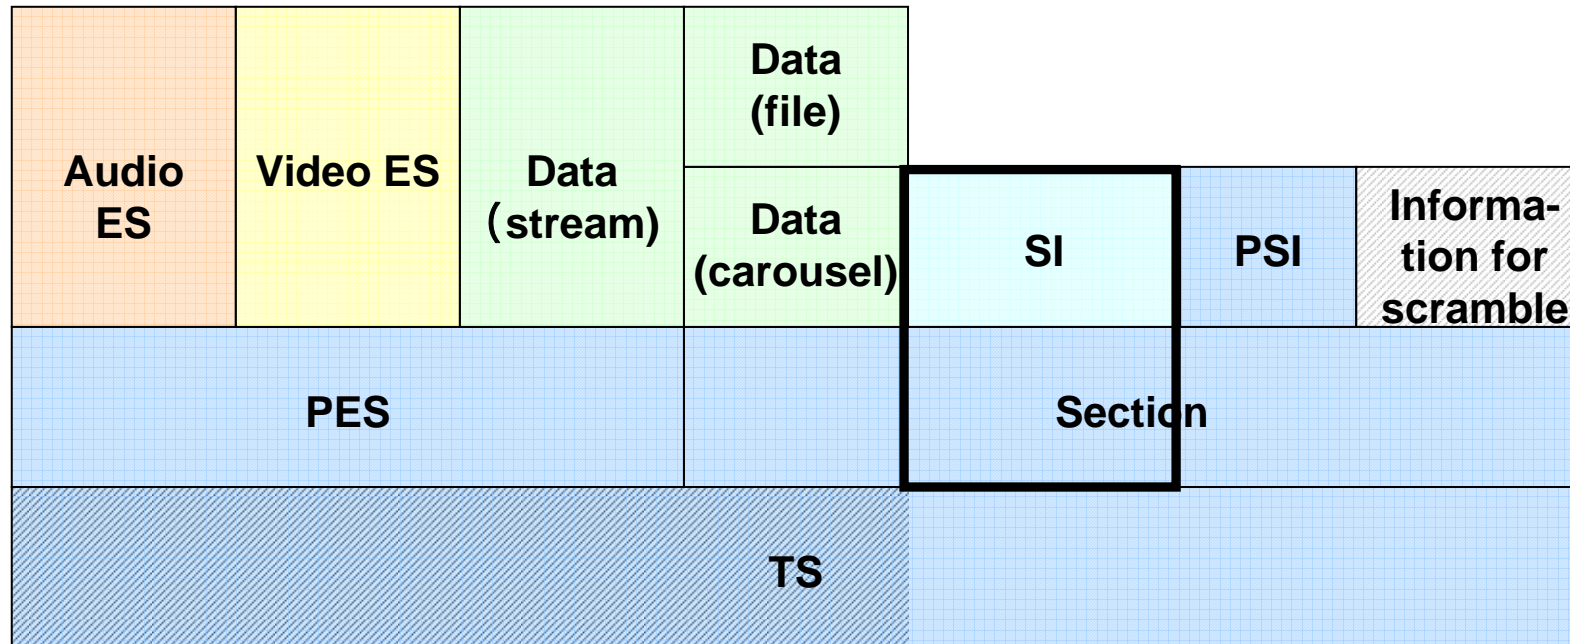 Audio
ES
Video ES
Data
（stream)
Data
(file)
Data
(carousel)
SI
PSI
Informa-
tion for
scramble
PES
Section
TS